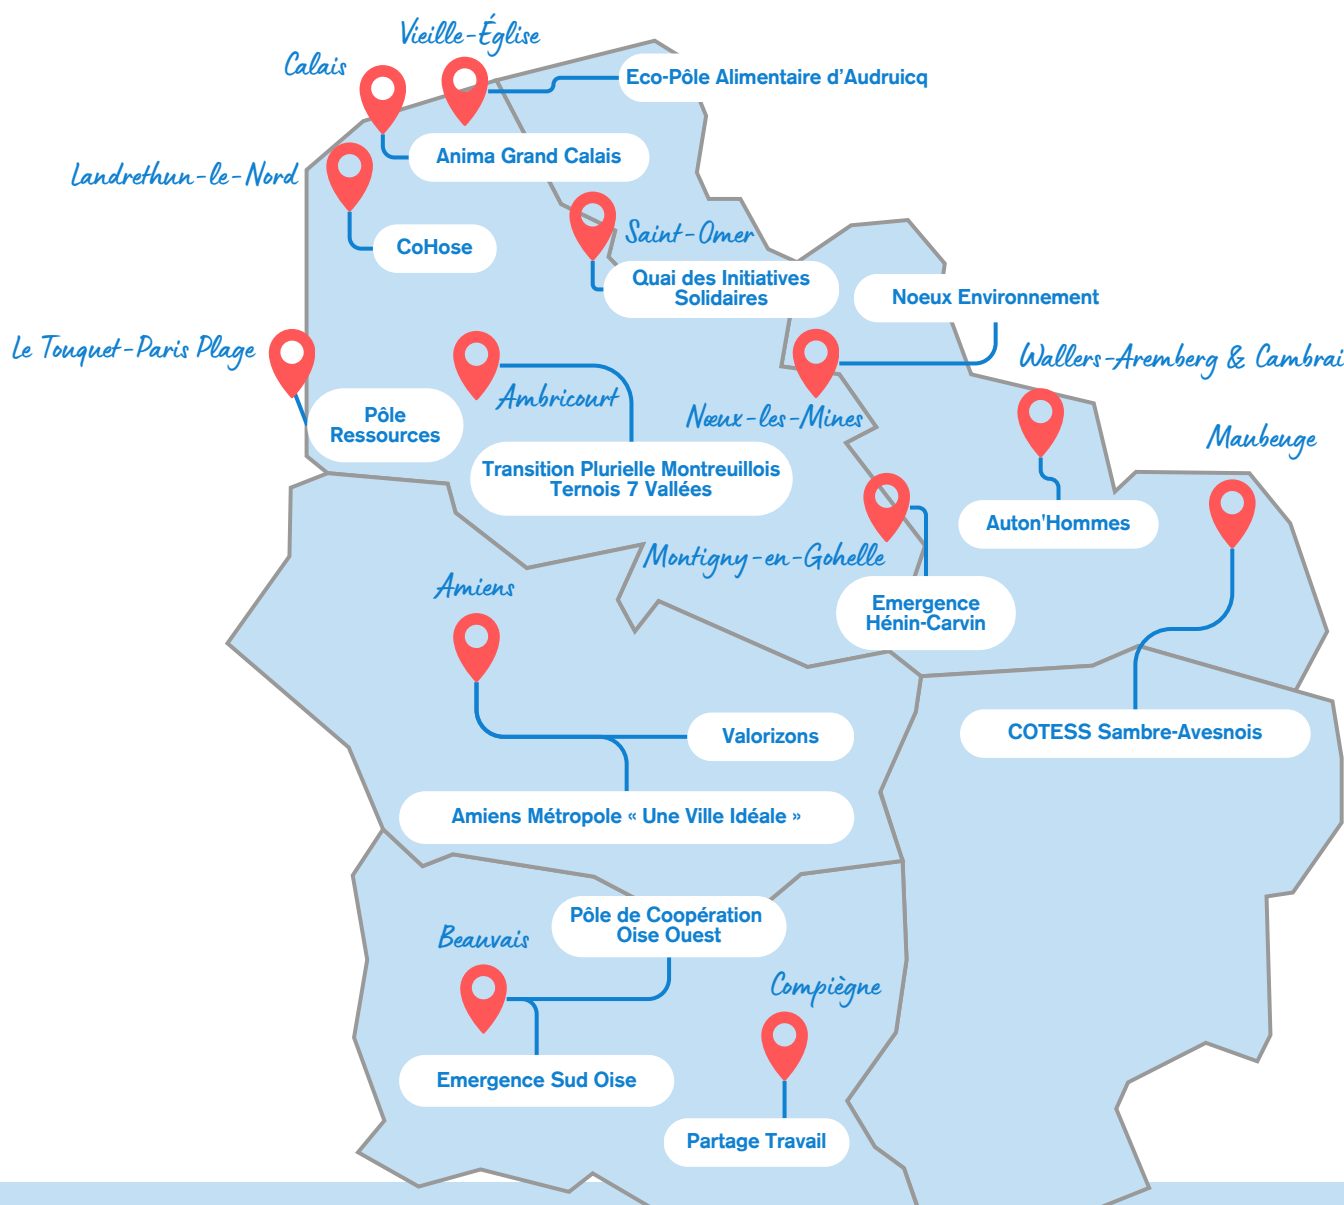 Vieille-Église
Calais
Eco-Pôle Alimentaire d'Audruicq
Anima Grand Calais
Landrethun-le-Nord
CoHose
Saint-Omer
Quai des Initiatives
Solidaires
Noeux Environnement
Le Touquet-Paris Plage
Wallers-Aremberg & Cambrai
Pôle
Ressources
Ambricourt
Nœux-les-Mines
Maubeuge
Transition Plurielle Montreuillois
Ternois 7 Vallées
Auton'Hommes
Montigny-en-Gohelle
Emergence
Hénin-Carvin
Amiens
Valorizons
COTESS Sambre-Avesnois
Amiens Métropole « Une Ville Idéale »
Pôle de Coopération
Oise Ouest
Beauvais
Compiègne
Emergence Sud Oise
Partage Travail